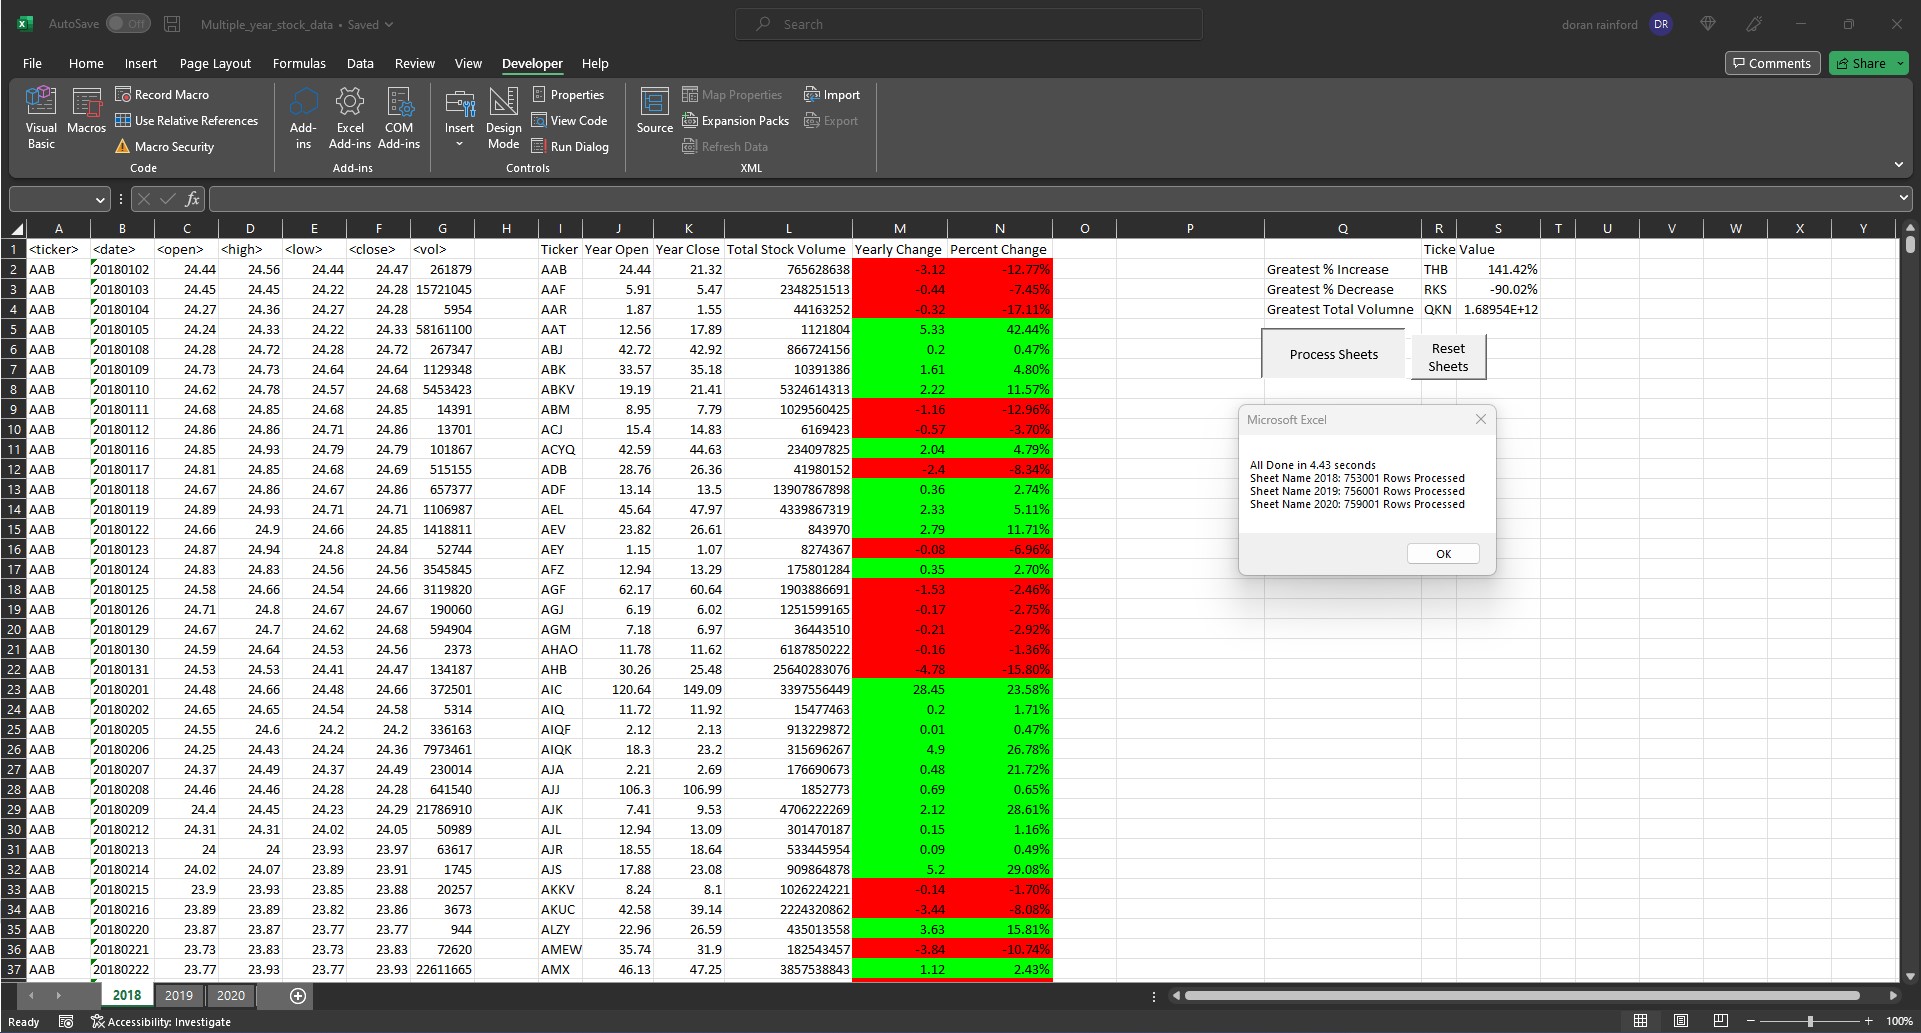 AutoSave Off Multiple_year_stock_data • Saved Search doran rainford DR
File Home Insert Page Layout Formulas Data Review View Developer Help Comments Share
Visual Basic
Macros
Record Macro
Use Relative References
Macro Security
Code
Add-ins
Excel Add-ins
COM Add-ins
Add-ins
Insert
Design Mode
Properties
View Code
Run Dialog
Controls
Source
Map Properties
Expansion Packs
Refresh Data
Import
Export
XML
fx
A B C D E F G H I J K L M N O P Q R S T U V W X Y
1 <ticker> <date> <open> <high> <low> <close> <vol> Ticker Year Open Year Close Total Stock Volume Yearly Change Percent Change Ticke Value
2 AAB 20180102 24.44 24.56 24.44 24.47 261879 AAB 24.44 21.32 765628638 -3.12 -12.77% Greatest % Increase THB 141.42%
3 AAB 20180103 24.45 24.45 24.22 24.28 15721045 AAF 5.91 5.47 2348251513 -0.44 -7.45% Greatest % Decrease RKS -90.02%
4 AAB 20180104 24.27 24.36 24.27 24.28 5954 AAR 1.87 1.55 44163252 -0.32 -17.11% Greatest Total Volumne QKN 1.68954E+12
5 AAB 20180105 24.24 24.33 24.22 24.33 58161100 AAT 12.56 17.89 1121804 5.33 42.44%
6 AAB 20180108 24.28 24.72 24.28 24.72 267347 ABJ 42.72 42.92 866724156 0.2 0.47%
7 AAB 20180109 24.73 24.73 24.64 24.64 1129348 ABK 33.57 35.18 10391386 1.61 4.80%
8 AAB 20180110 24.62 24.78 24.57 24.68 5453423 ABKV 19.19 21.41 5324614313 2.22 11.57%
9 AAB 20180111 24.68 24.85 24.68 24.85 14391 ABM 8.95 7.79 1029560425 -1.16 -12.96%
10 AAB 20180112 24.86 24.86 24.71 24.86 13701 ACJ 15.4 14.83 6169423 -0.57 -3.70%
11 AAB 20180116 24.85 24.93 24.79 24.79 101867 ACYQ 42.59 44.63 234097825 2.04 4.79%
12 AAB 20180117 24.81 24.85 24.68 24.69 515155 ADB 28.76 26.36 41980152 -2.4 -8.34%
13 AAB 20180118 24.67 24.86 24.67 24.86 657377 ADF 13.14 13.5 13907867898 0.36 2.74%
14 AAB 20180119 24.89 24.93 24.71 24.71 1106987 AEL 45.64 47.97 4339867319 2.33 5.11%
15 AAB 20180122 24.66 24.9 24.66 24.85 1418811 AEV 23.82 26.61 843970 2.79 11.71%
16 AAB 20180123 24.87 24.94 24.8 24.84 52744 AEY 1.15 1.07 8274367 -0.08 -6.96%
17 AAB 20180124 24.83 24.83 24.56 24.56 3545845 AFZ 12.94 13.29 175801284 0.35 2.70%
18 AAB 20180125 24.58 24.66 24.54 24.66 3119820 AGF 62.17 60.64 1903886691 -1.53 -2.46%
19 AAB 20180126 24.71 24.8 24.67 24.67 190060 AGJ 6.19 6.02 1251599165 -0.17 -2.75%
20 AAB 20180129 24.67 24.7 24.62 24.68 594904 AGM 7.18 6.97 36443510 -0.21 -2.92%
21 AAB 20180130 24.59 24.64 24.53 24.56 2373 AHAO 11.78 11.62 6187850222 -0.16 -1.36%
22 AAB 20180131 24.53 24.53 24.41 24.47 134187 AHB 30.26 25.48 25640283076 -4.78 -15.80%
23 AAB 20180201 24.48 24.66 24.48 24.66 372501 AIC 120.64 149.09 3397556449 28.45 23.58%
24 AAB 20180202 24.65 24.65 24.54 24.58 5314 AIQ 11.72 11.92 15477463 0.2 1.71%
25 AAB 20180205 24.55 24.6 24.2 24.2 336163 AIQF 2.12 2.13 913229872 0.01 0.47%
26 AAB 20180206 24.25 24.43 24.24 24.36 7973461 AIQK 18.3 23.2 315696267 4.9 26.78%
27 AAB 20180207 24.37 24.49 24.37 24.49 230014 AJA 2.21 2.69 176690673 0.48 21.72%
28 AAB 20180208 24.46 24.46 24.28 24.28 641540 AJJ 106.3 106.99 1852773 0.69 0.65%
29 AAB 20180209 24.4 24.45 24.23 24.29 21786910 AJK 7.41 9.53 4706222269 2.12 28.61%
30 AAB 20180212 24.31 24.31 24.02 24.05 50989 AJL 12.94 13.09 301470187 0.15 1.16%
31 AAB 20180213 24 24 23.93 23.97 63617 AJR 18.55 18.64 533445954 0.09 0.49%
32 AAB 20180214 24.02 24.07 23.89 23.91 1745 AJS 17.88 23.08 909864878 5.2 29.08%
33 AAB 20180215 23.9 23.93 23.85 23.88 20257 AKKV 8.24 8.1 1026224221 -0.14 -1.70%
34 AAB 20180216 23.89 23.89 23.82 23.86 3673 AKUC 42.58 39.14 2224320862 -3.44 -8.08%
35 AAB 20180220 23.87 23.87 23.77 23.77 944 ALZY 22.96 26.59 435013558 3.63 15.81%
36 AAB 20180221 23.73 23.83 23.73 23.83 72620 AMEW 35.74 31.9 182543457 -3.84 -10.74%
37 AAB 20180222 23.77 23.93 23.77 23.93 22611665 AMX 46.13 47.25 3857538843 1.12 2.43%
Process Sheets
Reset Sheets
Microsoft Excel
All Done in 4.43 seconds
Sheet Name 2018: 753001 Rows Processed
Sheet Name 2019: 756001 Rows Processed
Sheet Name 2020: 759001 Rows Processed
OK
2018 2019 2020
Ready Accessibility: Investigate 100%